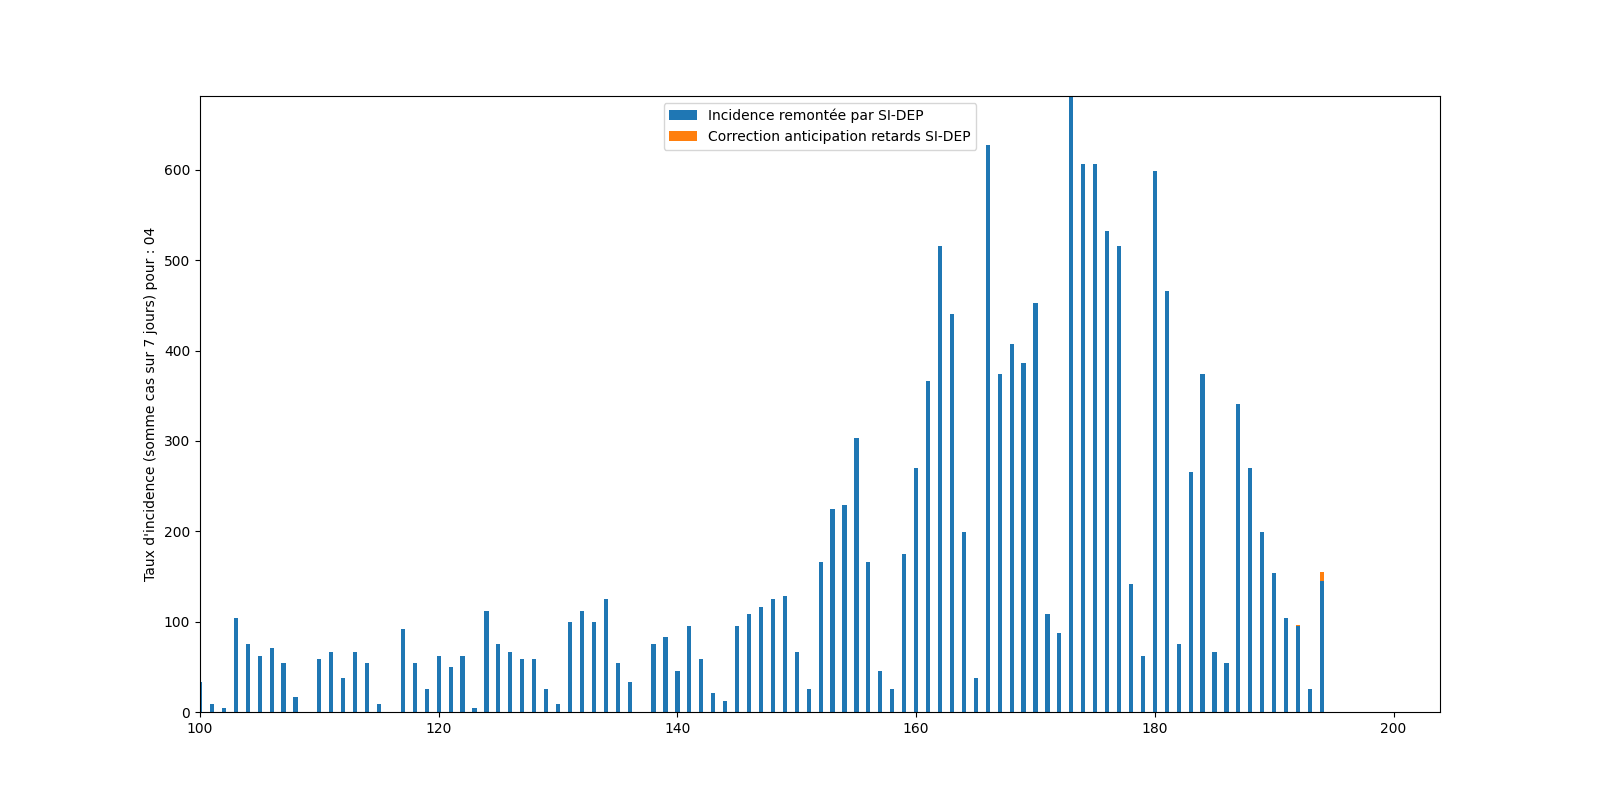 Incidence remontée par SI-DEP
Correction anticipation retards SI-DEP
Taux d'incidence (somme cas sur 7 jours) pour : 04
600
500
400
300
200
100
0
100 120 140 160 180 200